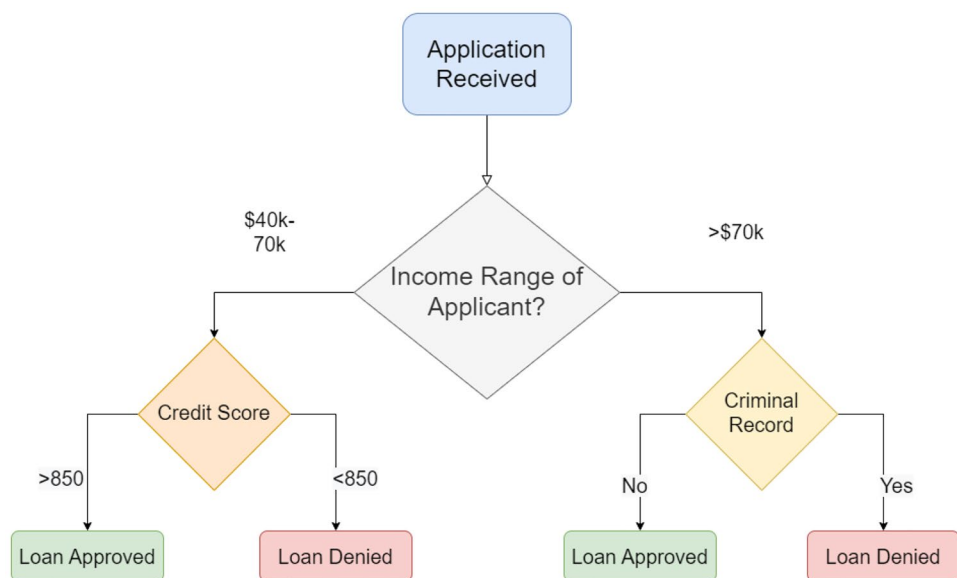 Application
Received
$40k-
70k
>$70k
Income Range of
Applicant?
Credit Score
Criminal
Record
>850
<850
No
Yes
Loan Approved
Loan Denied
Loan Approved
Loan Denied